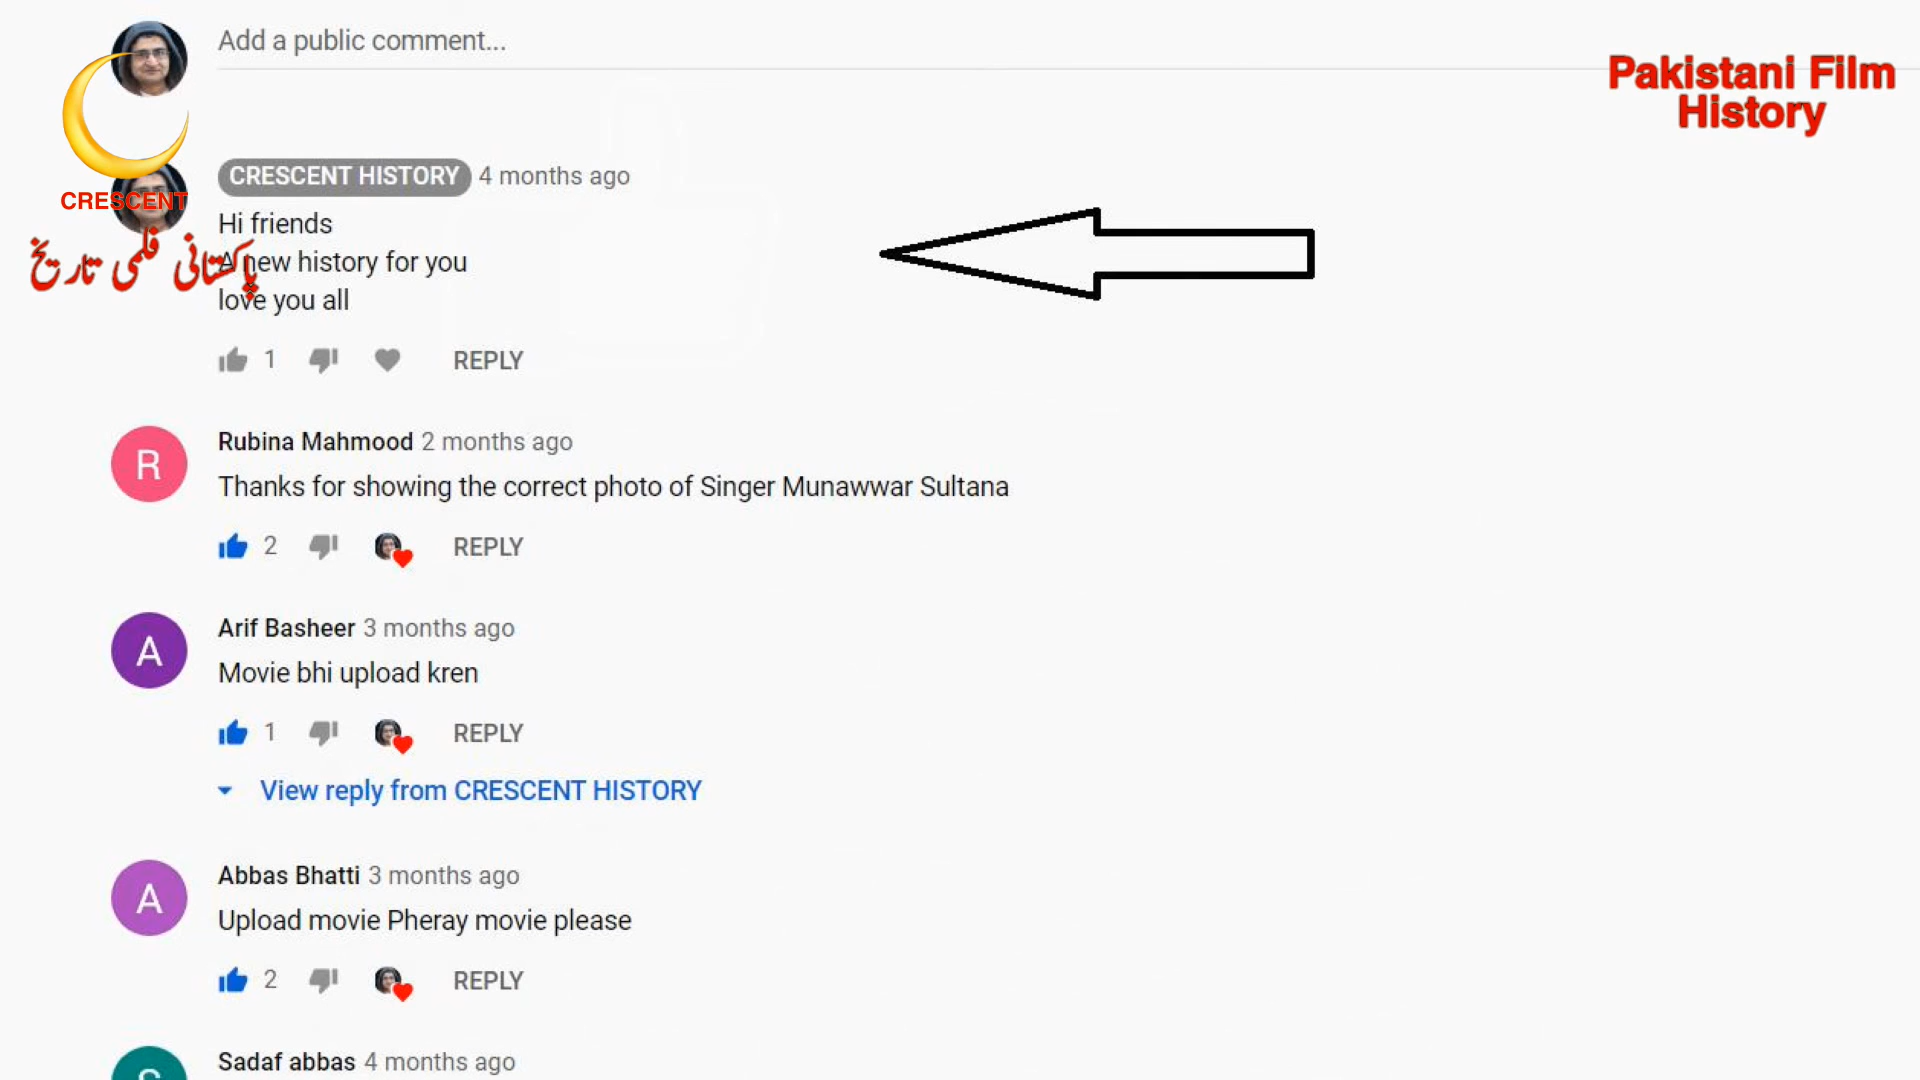 Add a public comment...
Pakistani Film
History
CRESCENT HISTORY 4 months ago
CRESCENT
Hi friends
A new history for you
love you all
پاکستانی فلمی تاریخ
1 REPLY
R
Rubina Mahmood 2 months ago
Thanks for showing the correct photo of Singer Munawwar Sultana
2 REPLY
A
Arif Basheer 3 months ago
Movie bhi upload kren
1 REPLY
View reply from CRESCENT HISTORY
A
Abbas Bhatti 3 months ago
Upload movie Pheray movie please
2 REPLY
Sadaf abbas 4 months ago